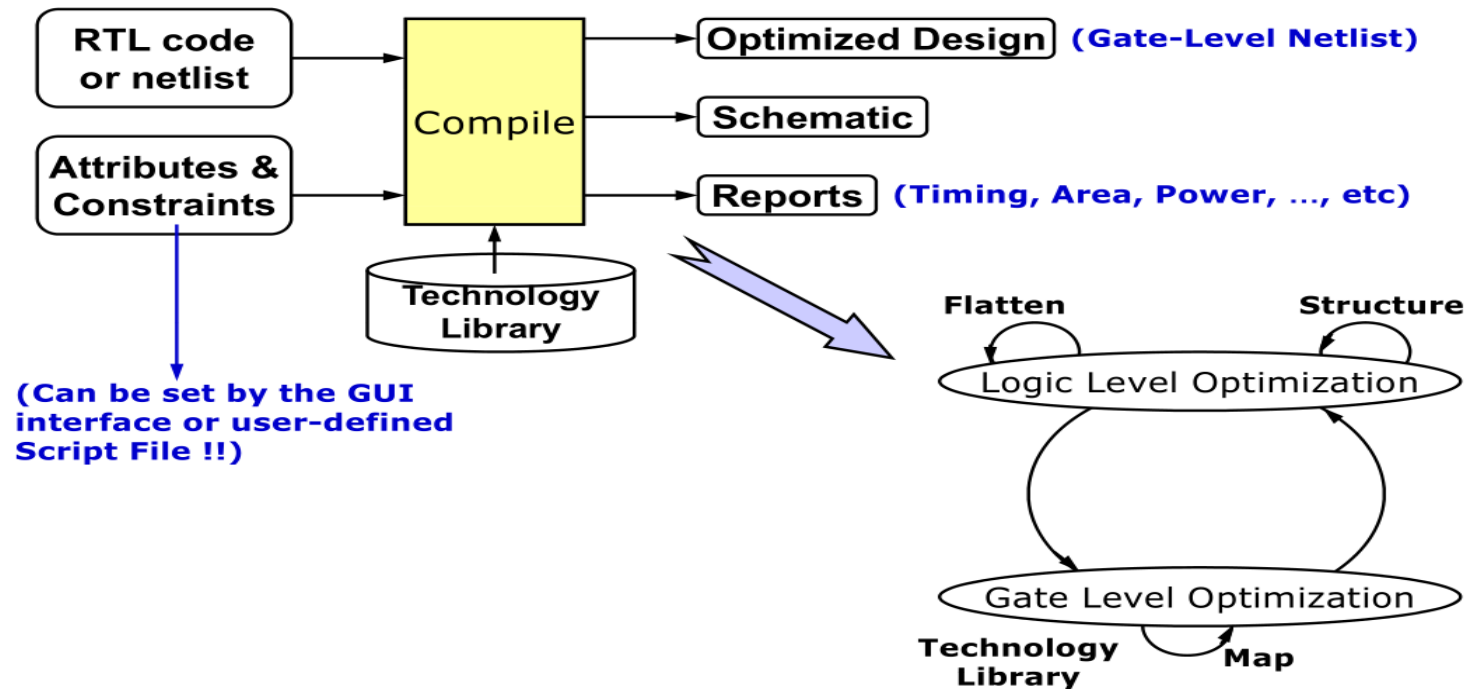 RTL code
or netlist
Attributes &
Constraints
Compile
Technology
Library
Optimized Design
(Gate-Level Netlist)
Schematic
Reports
(Timing, Area, Power, ..., etc)
(Can be set by the GUI
interface or user-defined
Script File !!)
Flatten
Structure
Logic Level Optimization
Gate Level Optimization
Technology
Library
Map